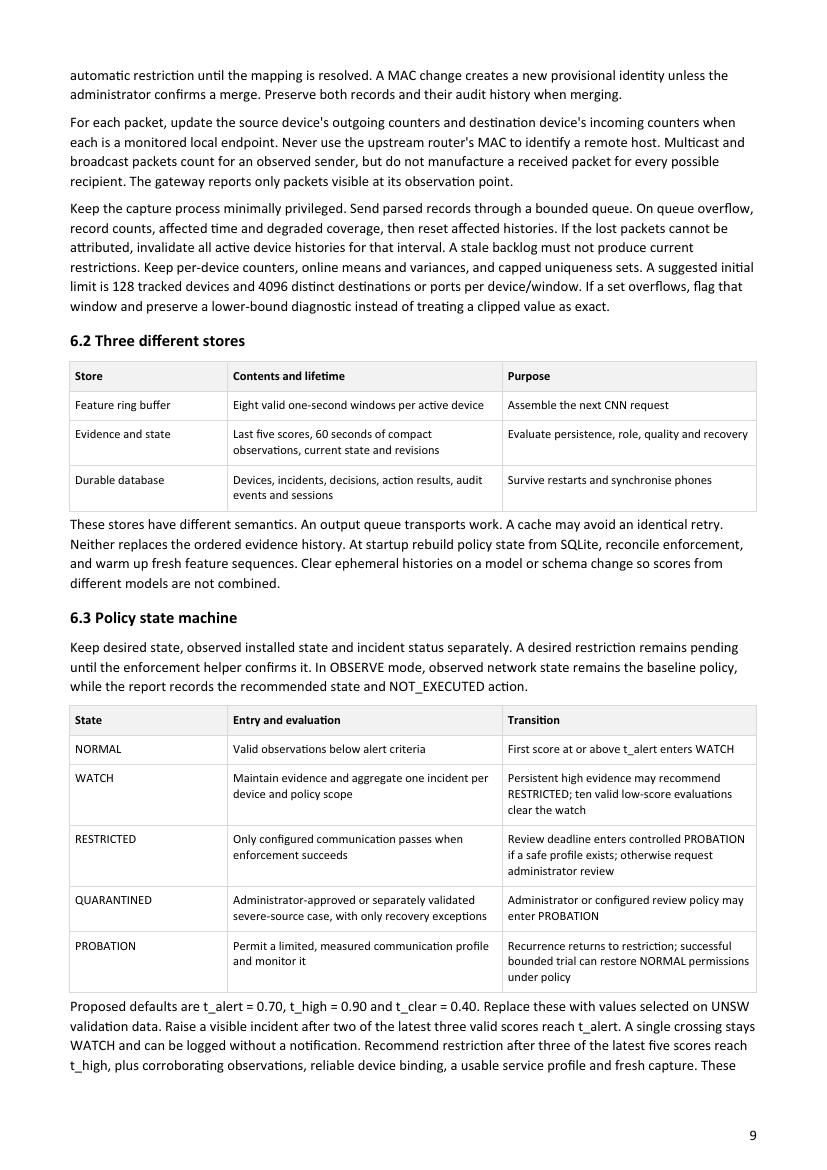 automatic restriction until the mapping is resolved. A MAC change creates a new provisional identity unless the
administrator confirms a merge. Preserve both records and their audit history when merging.
For each packet, update the source device's outgoing counters and destination device's incoming counters when
each is a monitored local endpoint. Never use the upstream router's MAC to identify a remote host. Multicast and
broadcast packets count for an observed sender, but do not manufacture a received packet for every possible
recipient. The gateway reports only packets visible at its observation point.
Keep the capture process minimally privileged. Send parsed records through a bounded queue. On queue overflow,
record counts, affected time and degraded coverage, then reset affected histories. If the lost packets cannot be
attributed, invalidate all active device histories for that interval. A stale backlog must not produce current
restrictions. Keep per-device counters, online means and variances, and capped uniqueness sets. A suggested initial
limit is 128 tracked devices and 4096 distinct destinations or ports per device/window. If a set overflows, flag that
window and preserve a lower-bound diagnostic instead of treating a clipped value as exact.
6.2 Three different stores
Store Contents and lifetime Purpose
Feature ring buffer Eight valid one-second windows per active device Assemble the next CNN request
Evidence and state Last five scores, 60 seconds of compact Evaluate persistence, role, quality and recovery
observations, current state and revisions
Durable database Devices, incidents, decisions, action results, audit Survive restarts and synchronise phones
events and sessions
These stores have different semantics. An output queue transports work. A cache may avoid an identical retry.
Neither replaces the ordered evidence history. At startup rebuild policy state from SQLite, reconcile enforcement,
and warm up fresh feature sequences. Clear ephemeral histories on a model or schema change so scores from
different models are not combined.
6.3 Policy state machine
Keep desired state, observed installed state and incident status separately. A desired restriction remains pending
until the enforcement helper confirms it. In OBSERVE mode, observed network state remains the baseline policy,
while the report records the recommended state and NOT_EXECUTED action.
State Entry and evaluation Transition
NORMAL Valid observations below alert criteria First score at or above t_alert enters WATCH
WATCH Maintain evidence and aggregate one incident per Persistent high evidence may recommend
device and policy scope RESTRICTED; ten valid low-score evaluations
clear the watch
RESTRICTED Only configured communication passes when Review deadline enters controlled PROBATION
enforcement succeeds if a safe profile exists; otherwise request
administrator review
QUARANTINED Administrator-approved or separately validated Administrator or configured review policy may
severe-source case, with only recovery exceptions enter PROBATION
PROBATION Permit a limited, measured communication profile Recurrence returns to restriction; successful
and monitor it bounded trial can restore NORMAL permissions
under policy
Proposed defaults are t_alert = 0.70, t_high = 0.90 and t_clear = 0.40. Replace these with values selected on UNSW
validation data. Raise a visible incident after two of the latest three valid scores reach t_alert. A single crossing stays
WATCH and can be logged without a notification. Recommend restriction after three of the latest five scores reach
t_high, plus corroborating observations, reliable device binding, a usable service profile and fresh capture. These
9